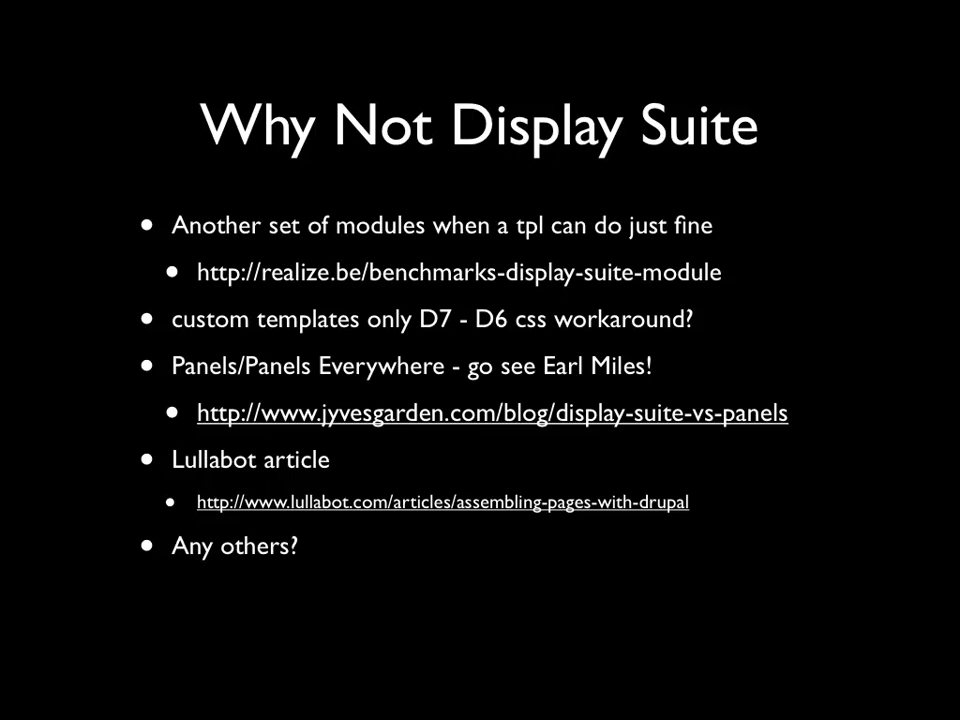 Why Not Display Suite
• Another set of modules when a tpl can do just fine
• http://realize.be/benchmarks-display-suite-module
• custom templates only D7 - D6 css workaround?
• Panels/Panels Everywhere - go see Earl Miles!
• http://www.jyvesgarden.com/blog/display-suite-vs-panels
• Lullabot article
• http://www.lullabot.com/articles/assembling-pages-with-drupal
• Any others?